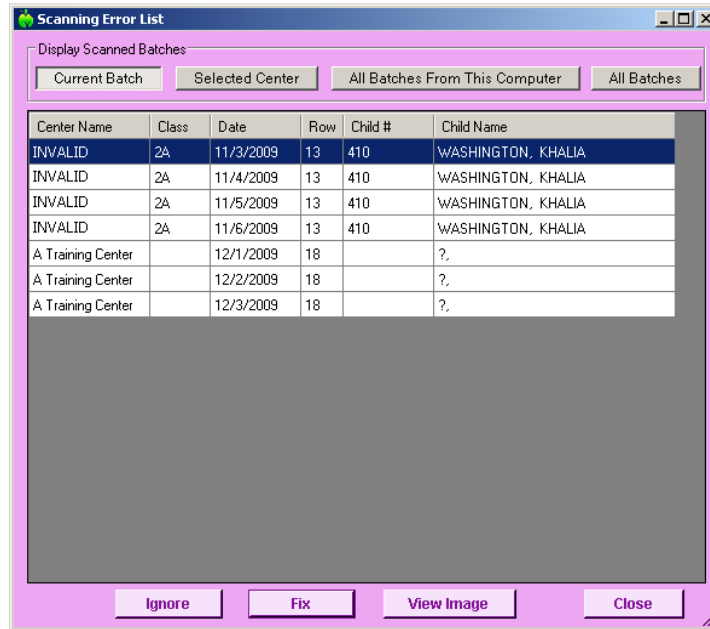 Scanning Error List
Display Scanned Batches
Current Batch Selected Center All Batches From This Computer All Batches
Center Name Class Date Row Child # Child Name
INVALID 2A 11/3/2009 13 410 WASHINGTON, KHALIA
INVALID 2A 11/4/2009 13 410 WASHINGTON, KHALIA
INVALID 2A 11/5/2009 13 410 WASHINGTON, KHALIA
INVALID 2A 11/6/2009 13 410 WASHINGTON, KHALIA
A Training Center 12/1/2009 18 ?,
A Training Center 12/2/2009 18 ?,
A Training Center 12/3/2009 18 ?,
Ignore Fix View Image Close